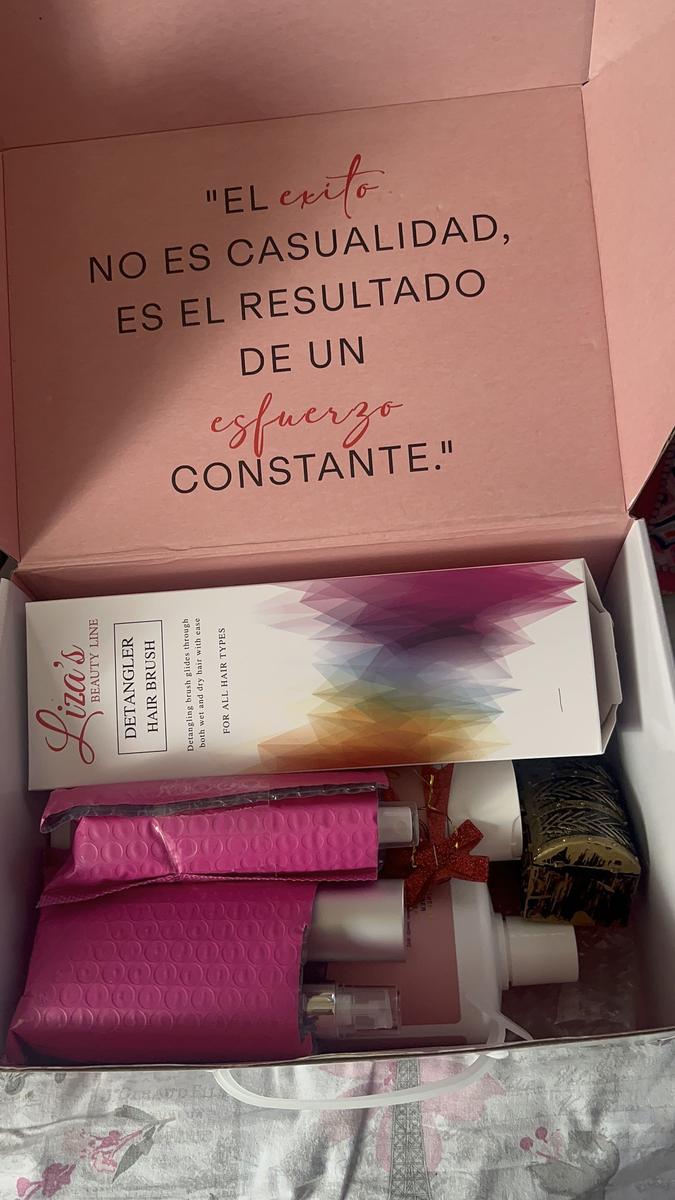 "EL exito
NO ES CASUALIDAD,
ES EL RESULTADO
DE UN
esfuerzo
CONSTANTE."
Liza's
BEAUTY LINE
DETANGLER
HAIR BRUSH
Detangling brush glides through
both wet and dry hair with ease
FOR ALL HAIR TYPES